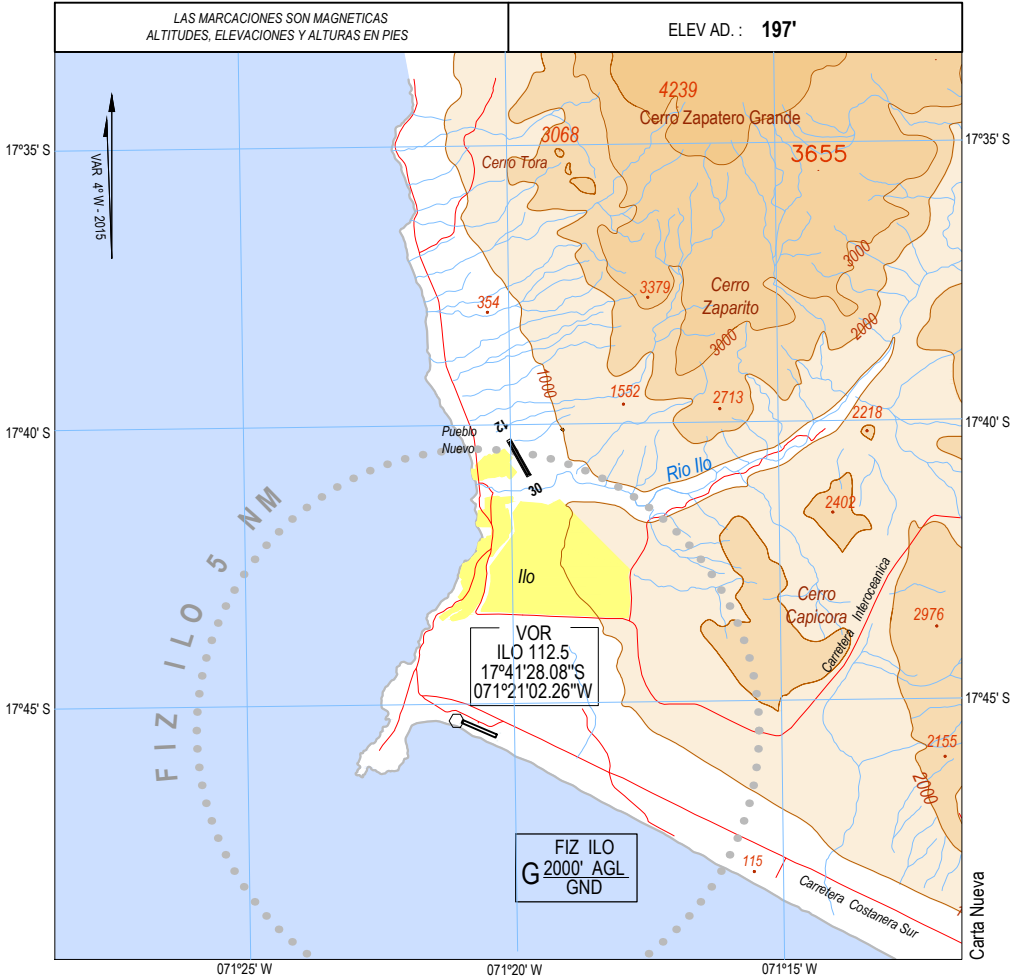 LAS MARCACIONES SON MAGNETICAS
ALTITUDES, ELEVACIONES Y ALTURAS EN PIES
ELEV AD. : 197'
VAR 4° W - 2015
4239
Cerro Zapatero Grande
3068
Cerro Tora
3655
17°35' S
17°35' S
3000
3379
Cerro
Zaparito
354
3000
2000
1000
1552
2713
2218
17°40' S
17°40' S
Pueblo
Nuevo
12
30
Rio Ilo
2402
FIZ ILO 5 NM
Ilo
Cerro
Capicora
Carretera Interoceanica
2976
VOR
ILO 112.5
17°41'28.08"S
071°21'02.26"W
17°45' S
17°45' S
2155
2000
FIZ ILO
G 2000' AGL
GND
115
Carretera Costanera Sur
Carta Nueva
071°25' W
071°20' W
071°15' W